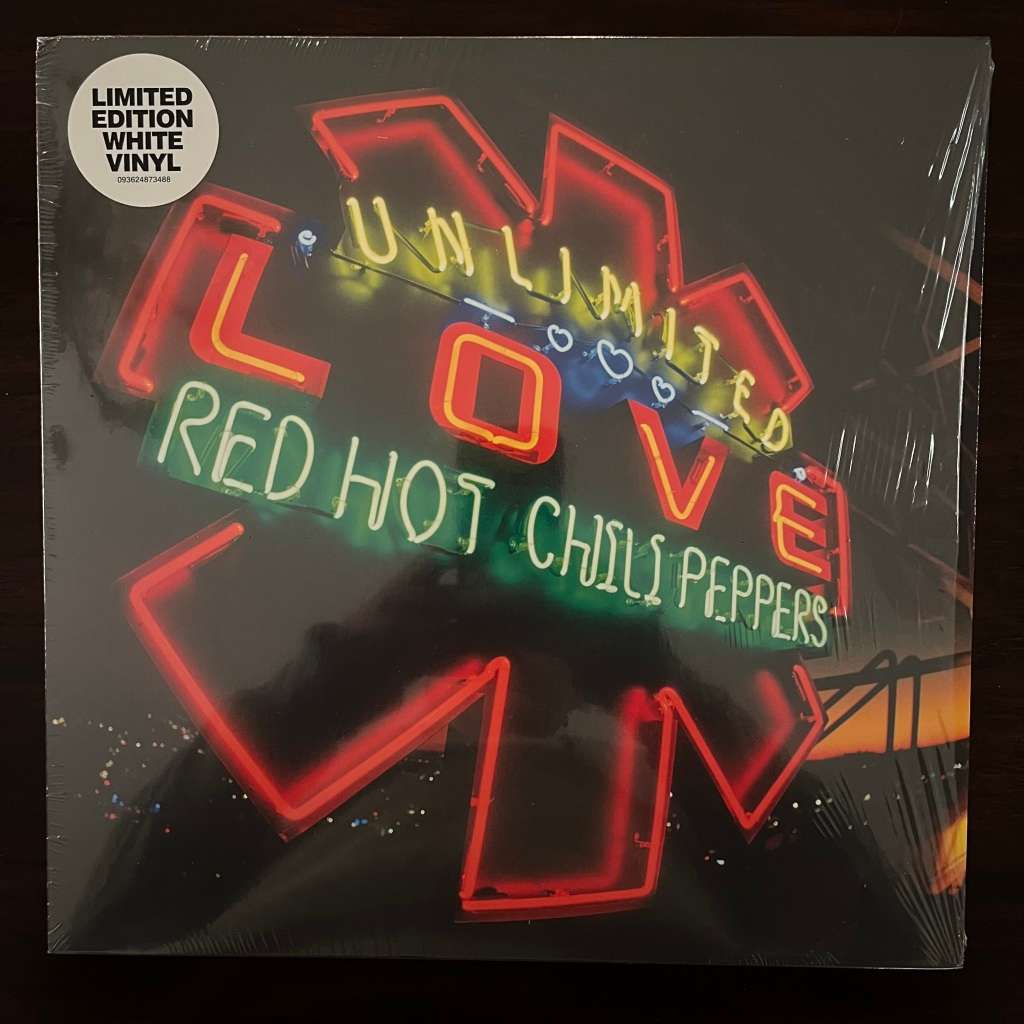 LIMITED
EDITION
WHITE
VINYL
093624873488
UNLIMITED
LOVE
RED HOT CHILI PEPPERS